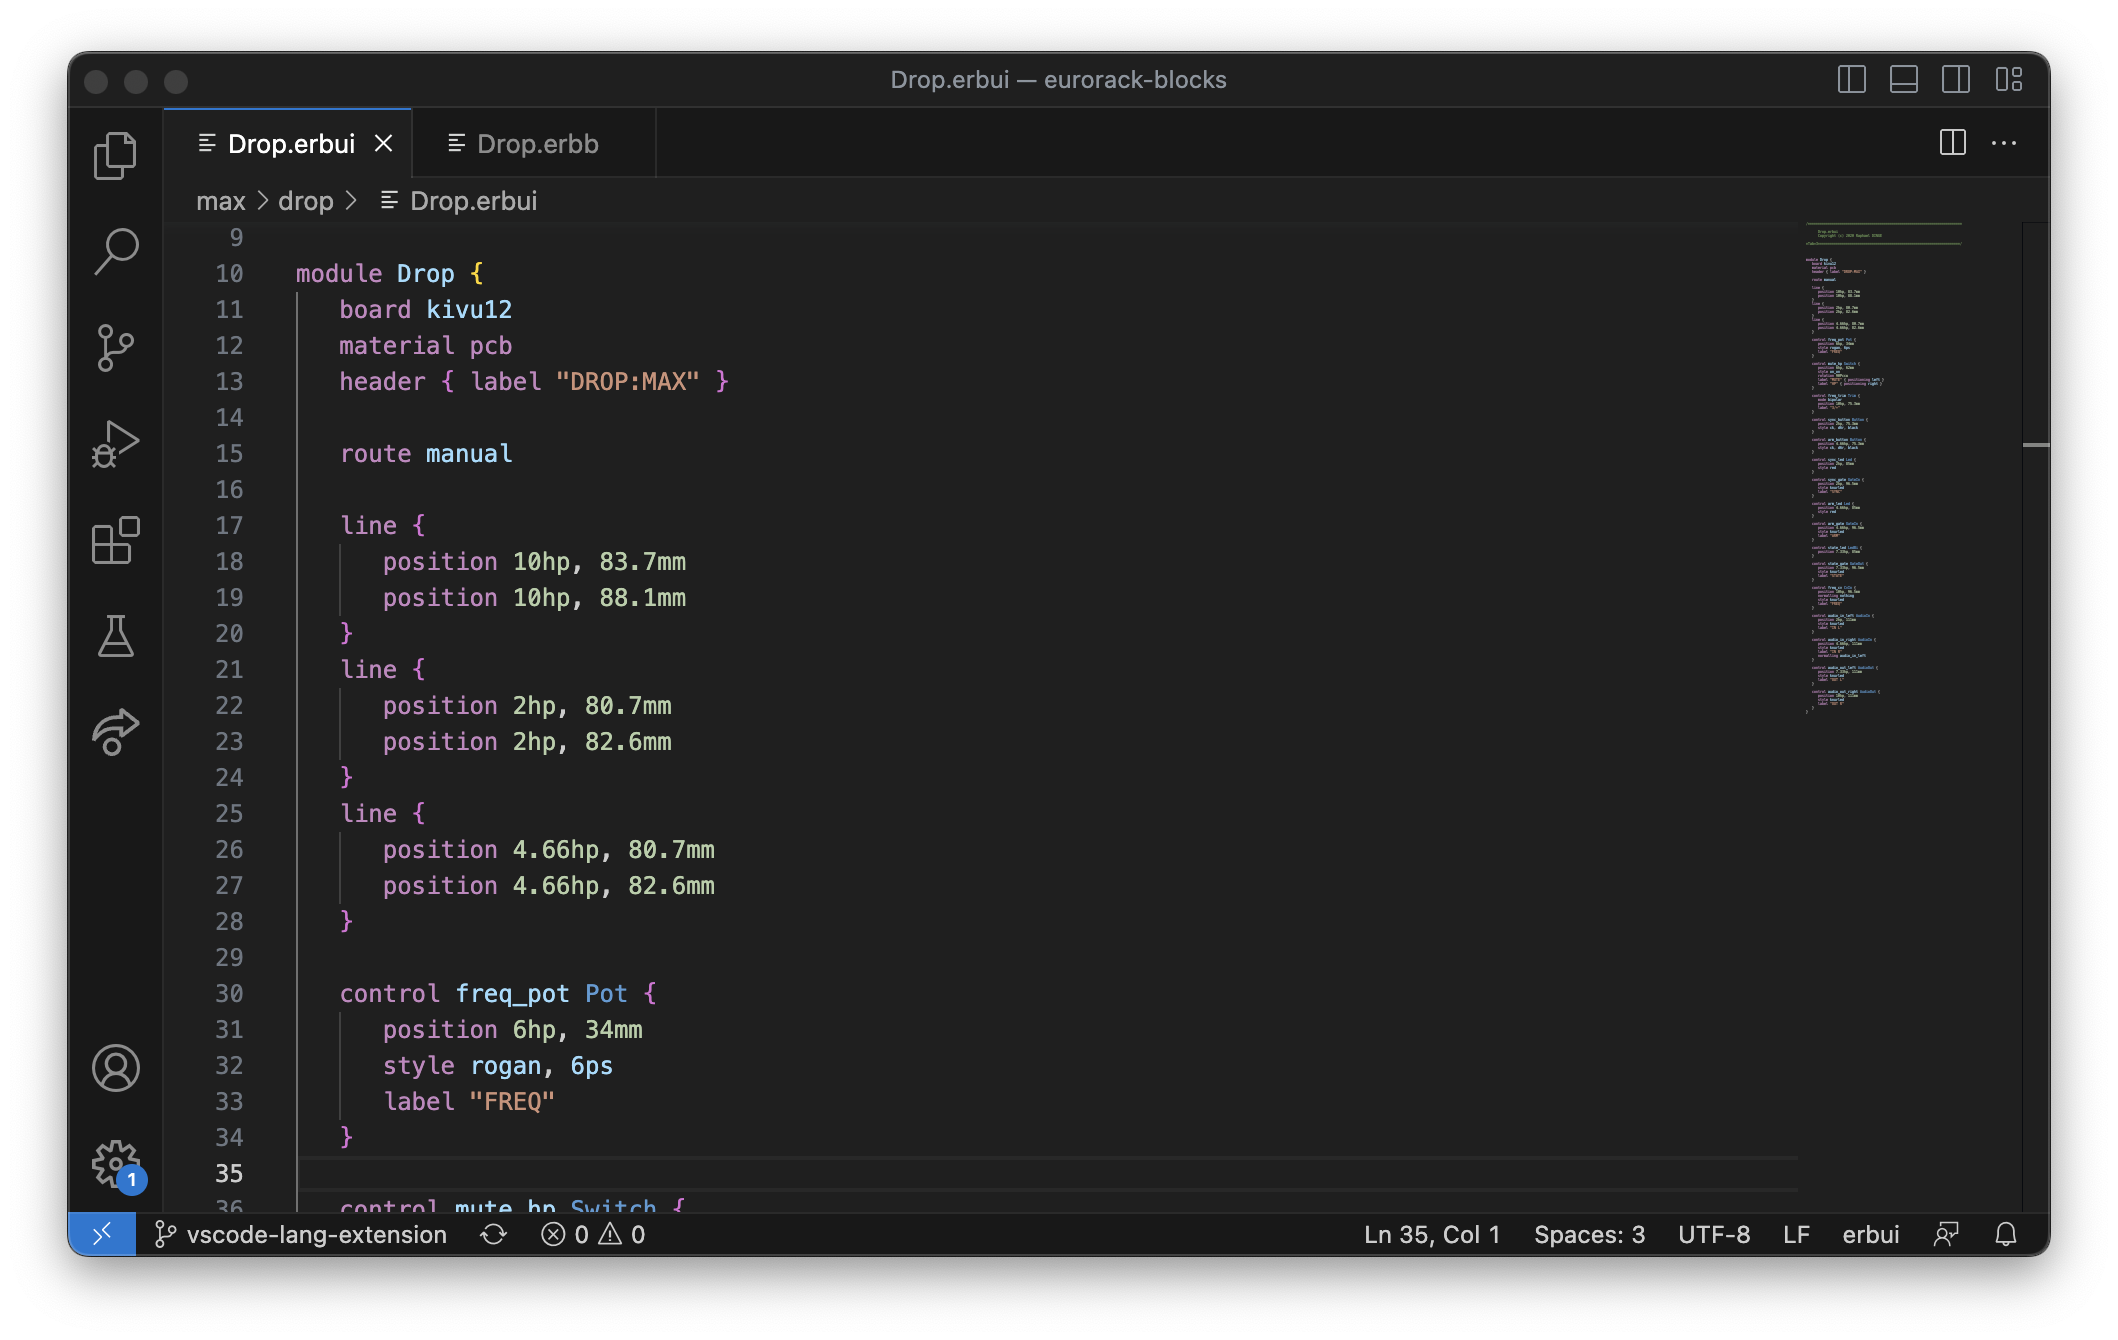 Drop.erbui — eurorack-blocks
Drop.erbui
Drop.erbb
max > drop > Drop.erbui
9
10 module Drop {
11 board kivu12
12 material pcb
13 header { label "DROP:MAX" }
14
15 route manual
16
17 line {
18 position 10hp, 83.7mm
19 position 10hp, 88.1mm
20 }
21 line {
22 position 2hp, 80.7mm
23 position 2hp, 82.6mm
24 }
25 line {
26 position 4.66hp, 80.7mm
27 position 4.66hp, 82.6mm
28 }
29
30 control freq_pot Pot {
31 position 6hp, 34mm
32 style rogan, 6ps
33 label "FREQ"
34 }
35
36 control mute_hp Switch {
1
vscode-lang-extension 0 0 Ln 35, Col 1 Spaces: 3 UTF-8 LF erbui